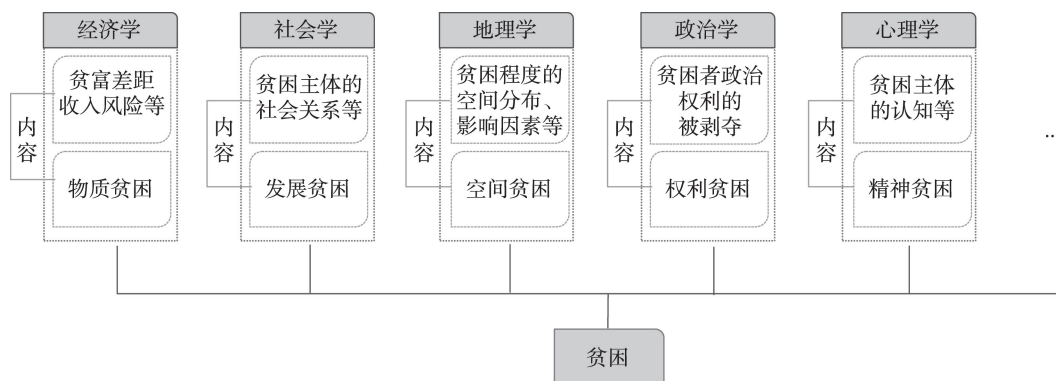 经济学
社会学
地理学
政治学
心理学
贫富差距
收入风险等
贫困主体的
社会关系等
贫困程度的
空间分布、
影响因素等
贫困者政治
权利的
被剥夺
贫困主体
的认知等
内
容
内
容
内
容
内
容
内
容
物质贫困
发展贫困
空间贫困
权利贫困
精神贫困
..
贫困